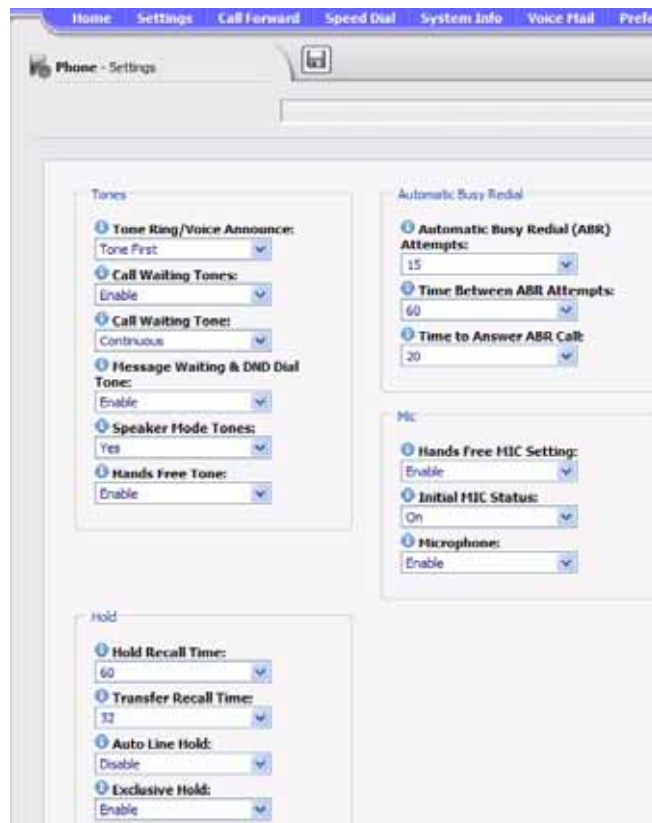 Home Settings Call Forward Speed Dial System Info Voice Mail Prefe
Phone - Settings
Tones
Tone Ring/Voice Announce:
Tone First
Call Waiting Tones:
Enable
Call Waiting Tone:
Continuous
Message Waiting & DND Dial
Tone:
Enable
Speaker Mode Tones:
Yes
Hands Free Tone:
Enable
Automatic Busy Redial
Automatic Busy Redial (ABR)
Attempts:
15
Time Between ABR Attempts:
60
Time to Answer ABR Call:
20
Mic
Hands Free MIC Setting:
Enable
Initial MIC Status:
On
Microphone:
Enable
Hold
Hold Recall Time:
60
Transfer Recall Time:
32
Auto Line Hold:
Disable
Exclusive Hold:
Enable